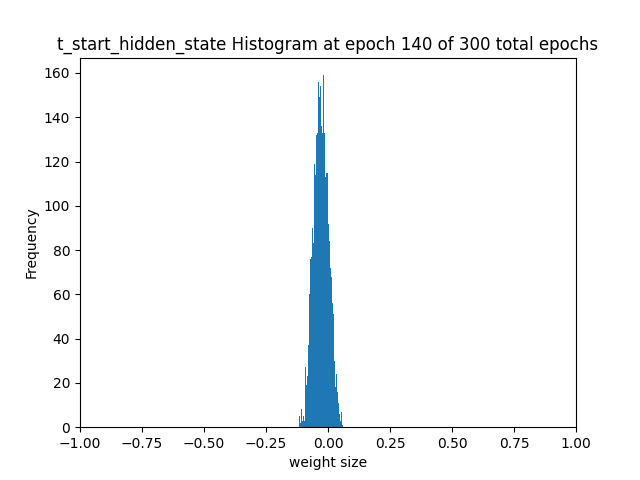 t_start_hidden_state Histogram at epoch 140 of 300 total epochs
160
140
120
100
80
60
40
20
0
Frequency
−1.00 −0.75 −0.50 −0.25 0.00 0.25 0.50 0.75 1.00
weight size